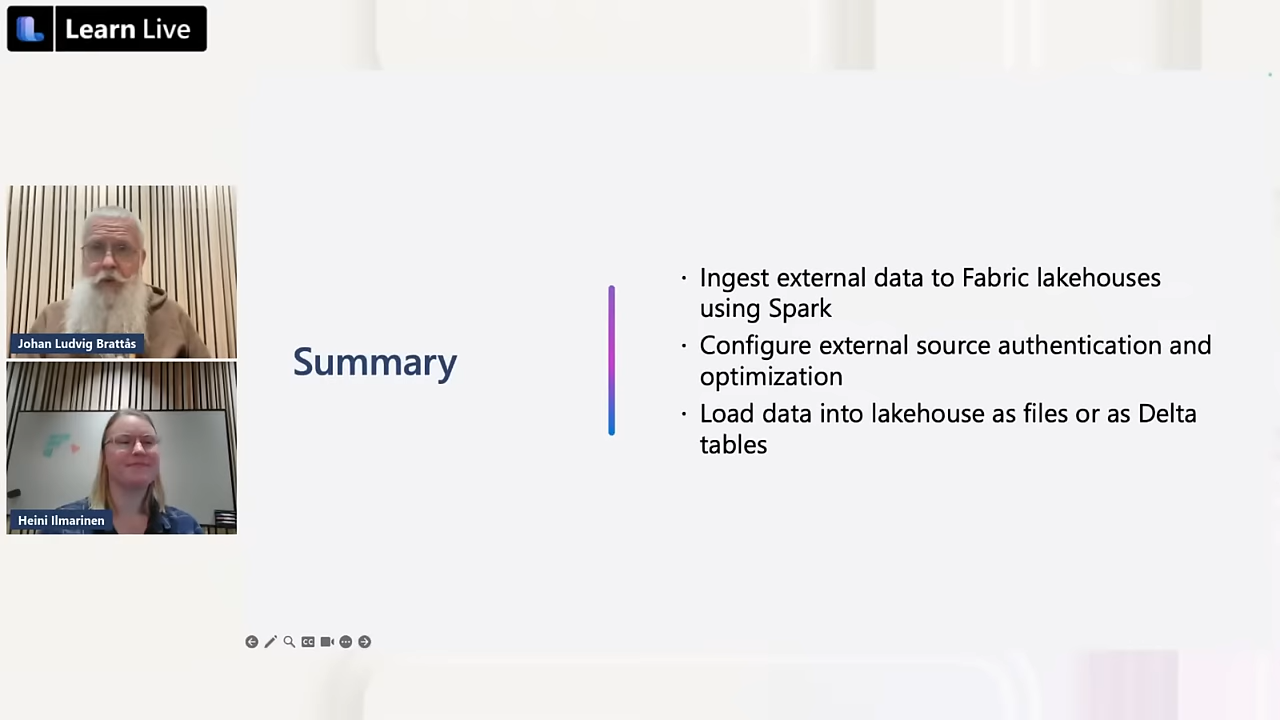 Learn Live
Johan Ludvig Brattås
Heini Ilmarinen
Summary
· Ingest external data to Fabric lakehouses
using Spark
· Configure external source authentication and
optimization
· Load data into lakehouse as files or as Delta
tables
CC